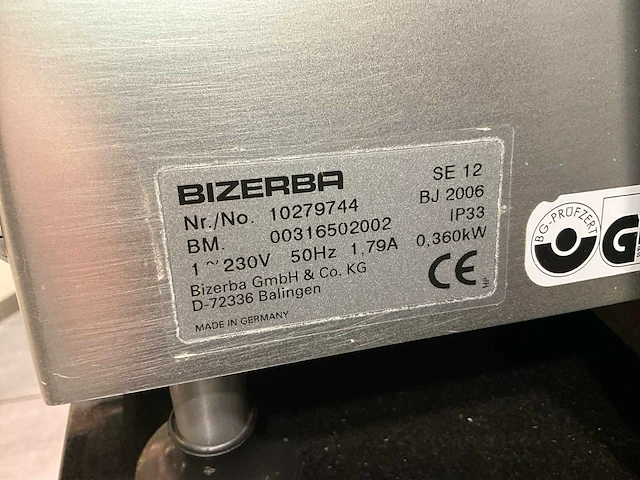 BIZERBA SE 12
Nr./No. 10279744 BJ 2006
BM. 00316502002 IP33
1~230V 50Hz 1,79A 0,360kW
Bizerba GmbH & Co. KG
D-72336 Balingen
CE
HP
MADE IN GERMANY
BG-PRÜFZERT